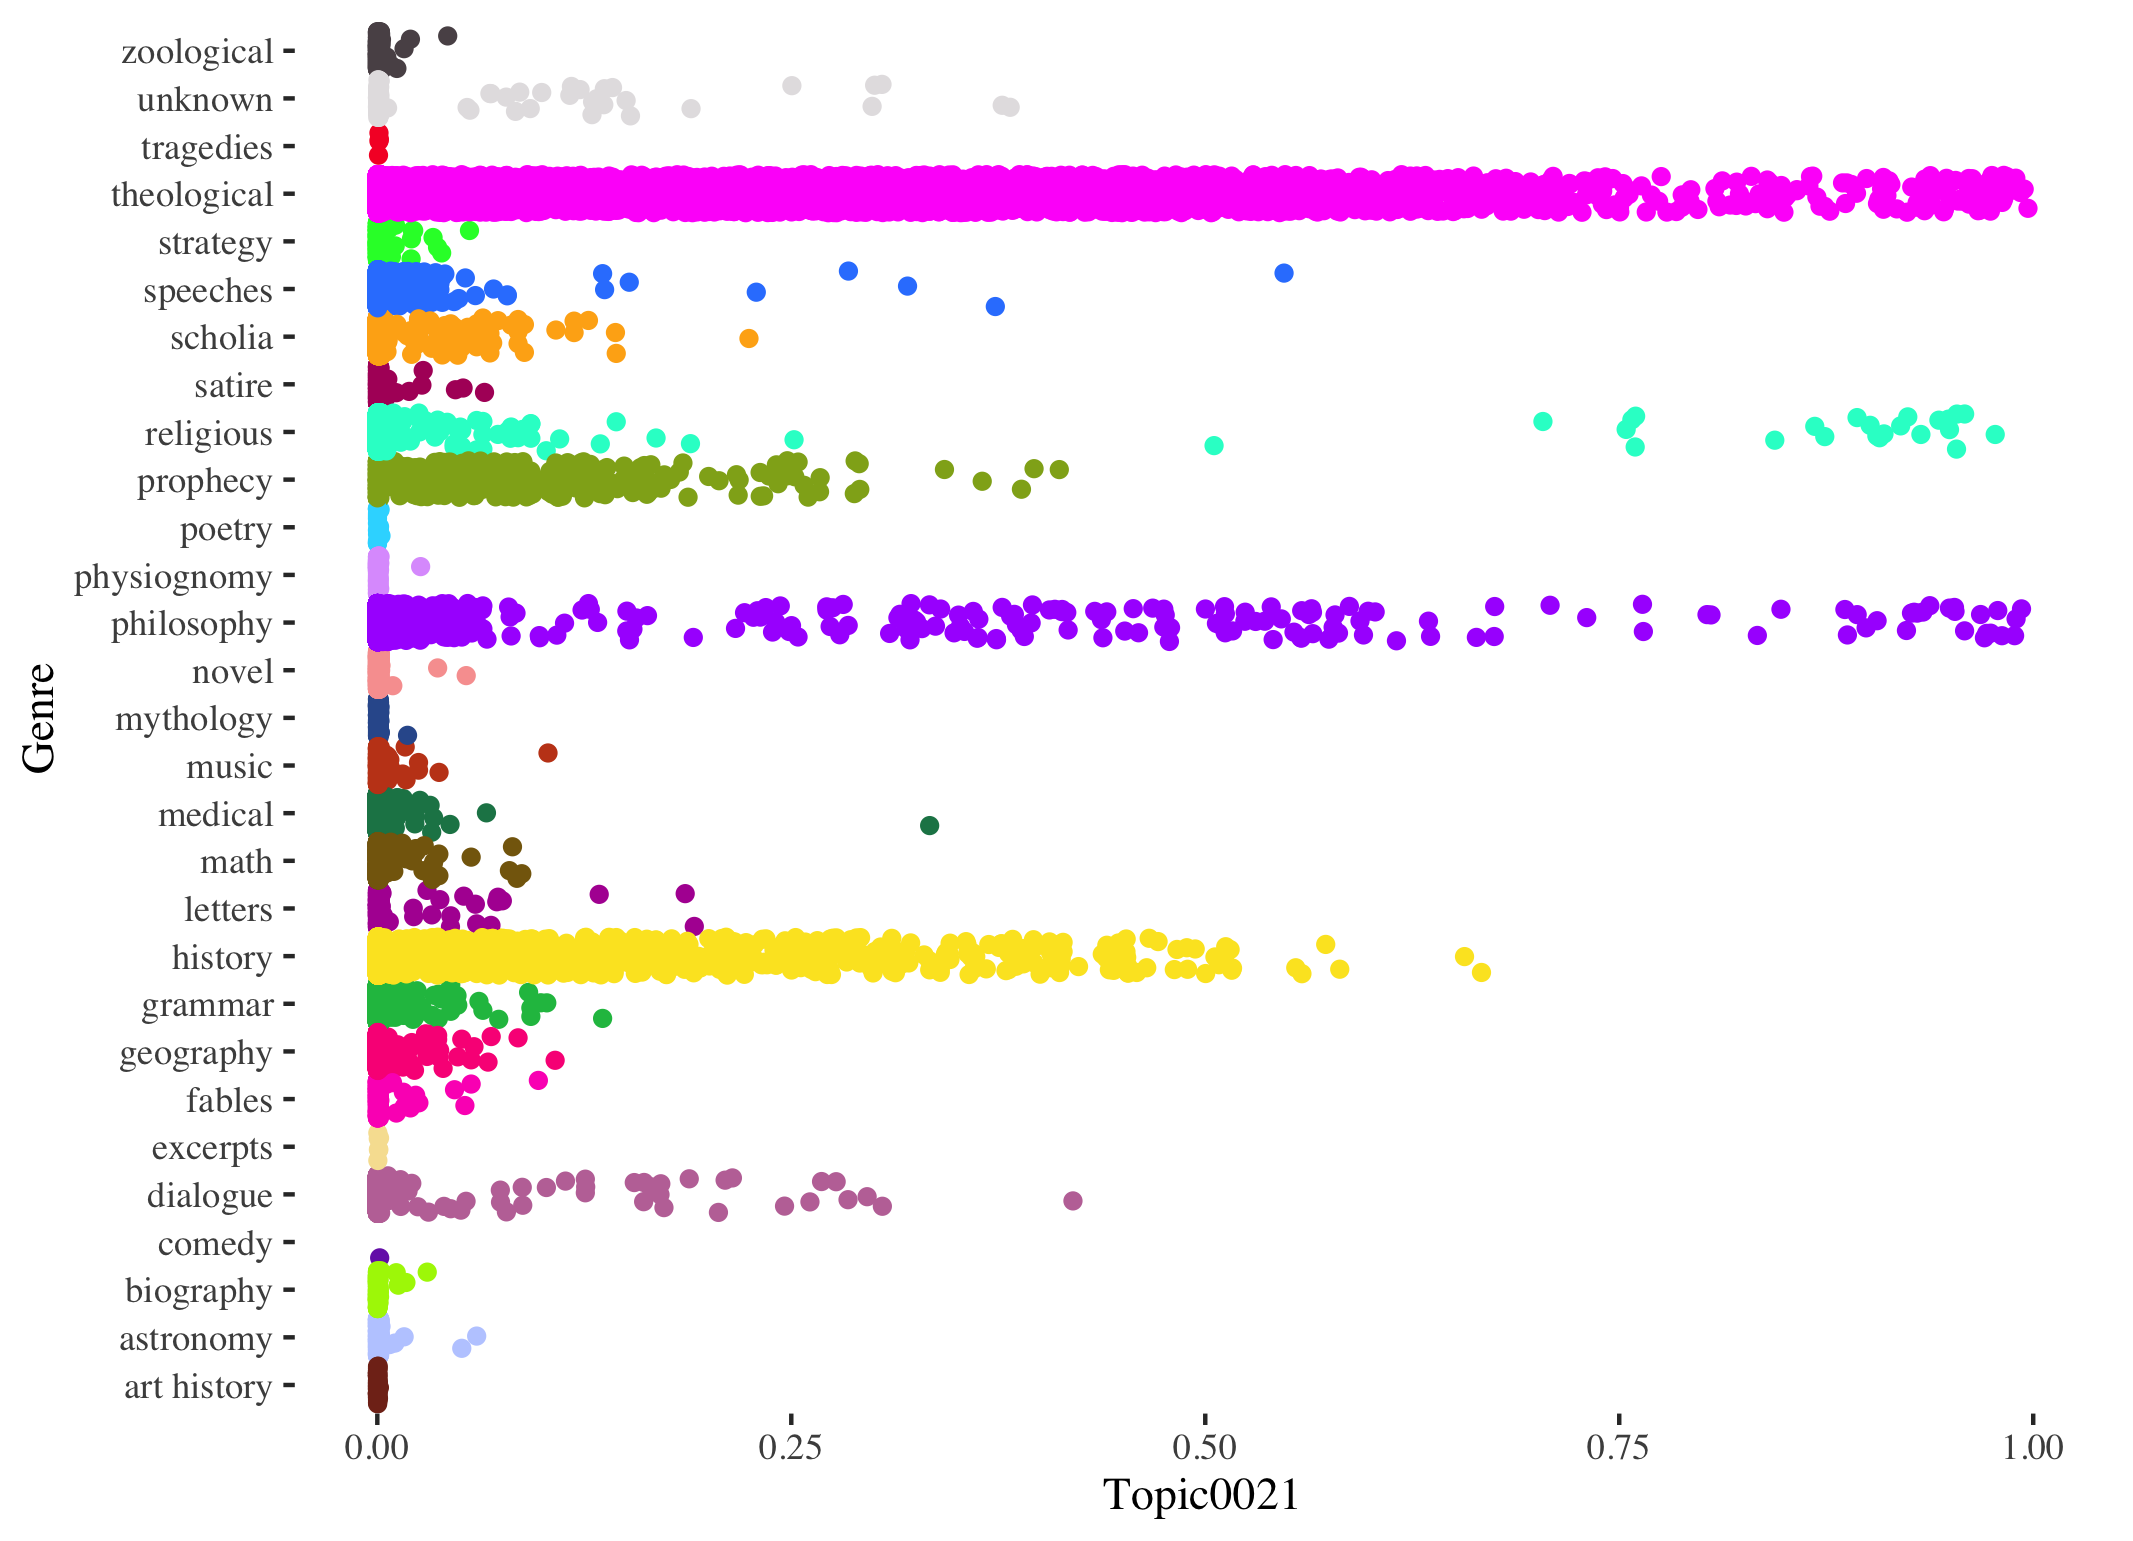 zoological
unknown
tragedies
theological
strategy
speeches
scholia
satire
religious
prophecy
poetry
physiognomy
philosophy
novel
mythology
music
medical
math
letters
history
grammar
geography
fables
excerpts
dialogue
comedy
biography
astronomy
art history
Genre
0.00 0.25 0.50 0.75 1.00
Topic0021